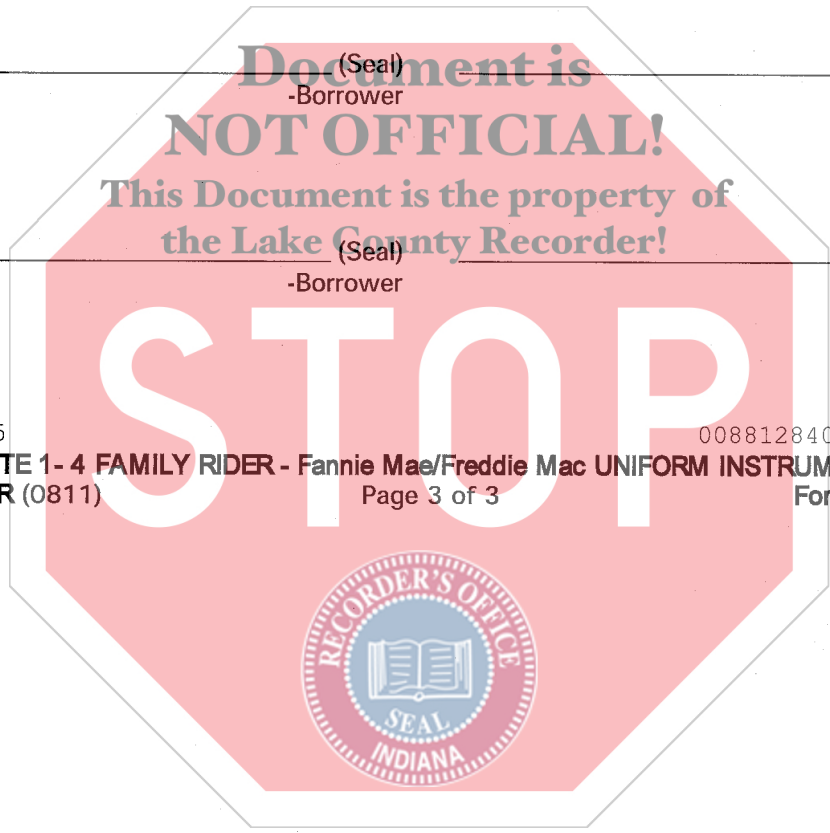 Document is
(Seal)
-Borrower
NOT OFFICIAL!
This Document is the property of
the Lake County Recorder!
(Seal)
-Borrower
STOP
5
008812840
TE 1- 4 FAMILY RIDER - Fannie Mae/Freddie Mac UNIFORM INSTRUM
R (0811)
Page 3 of 3
For
RECORDER'S OFFICE
SEAL
INDIANA